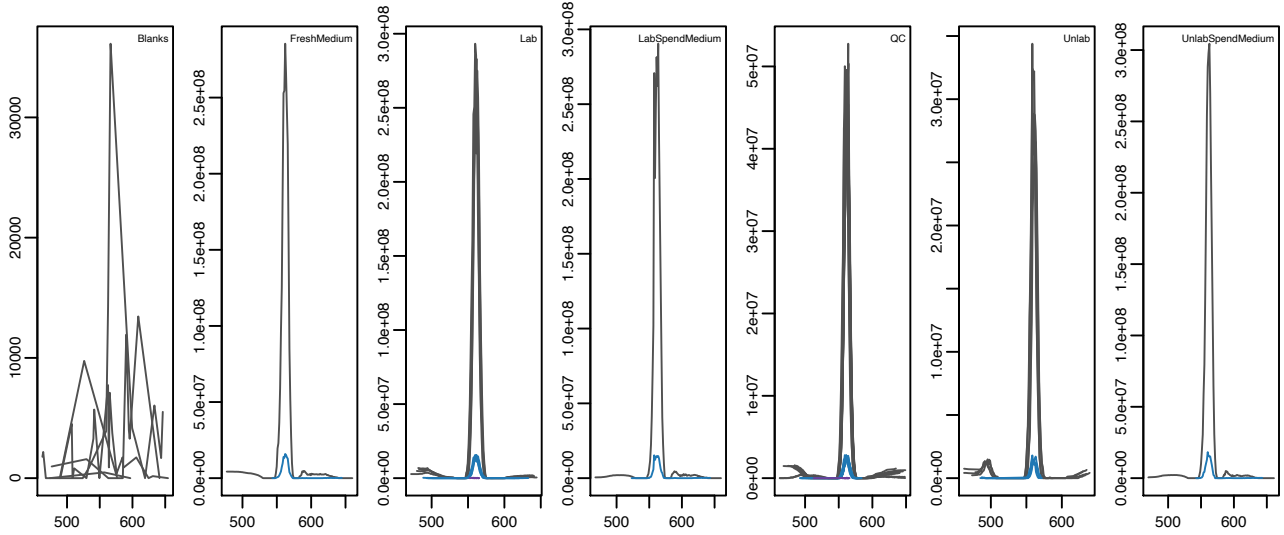 Blanks
0
10000
20000
30000
500
600
FreshMedium
0.0e+00
5.0e+07
1.0e+08
1.5e+08
2.0e+08
2.5e+08
500
600
Lab
0.0e+00
5.0e+07
1.0e+08
1.5e+08
2.0e+08
2.5e+08
3.0e+08
500
600
LabSpendMedium
0.0e+00
5.0e+07
1.0e+08
1.5e+08
2.0e+08
2.5e+08
3.0e+08
500
600
QC
0e+00
1e+07
2e+07
3e+07
4e+07
5e+07
500
600
Unlab
0.0e+00
1.0e+07
2.0e+07
3.0e+07
500
600
UnlabSpendMedium
0.0e+00
5.0e+07
1.0e+08
1.5e+08
2.0e+08
2.5e+08
3.0e+08
500
600